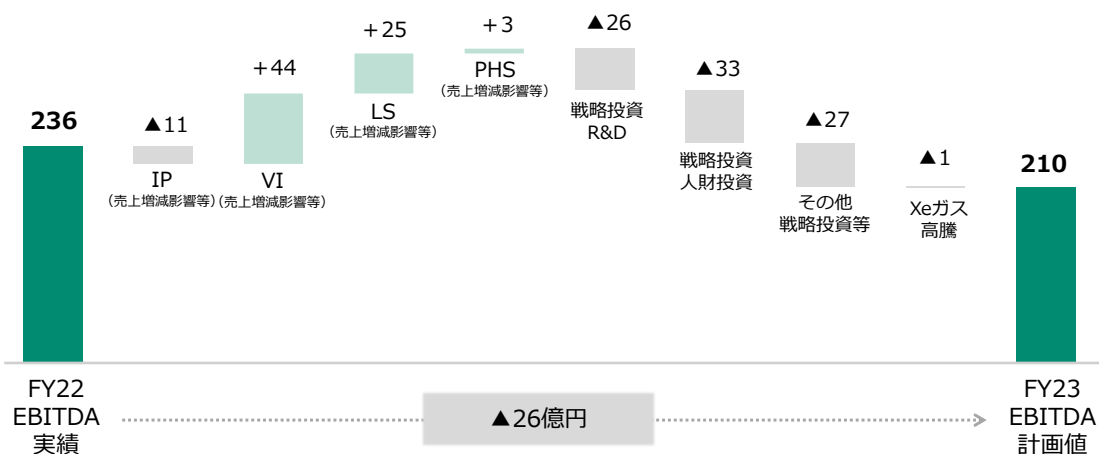 236
▲11
IP
(売上増減影響等)
+44
VI
(売上増減影響等)
+25
LS
(売上増減影響等)
+3
PHS
(売上増減影響等)
▲26
戦略投資
R&D
▲33
戦略投資
人財投資
▲27
その他
戦略投資等
▲1
Xeガス
高騰
210
FY22
EBITDA
実績
▲26億円
FY23
EBITDA
計画値